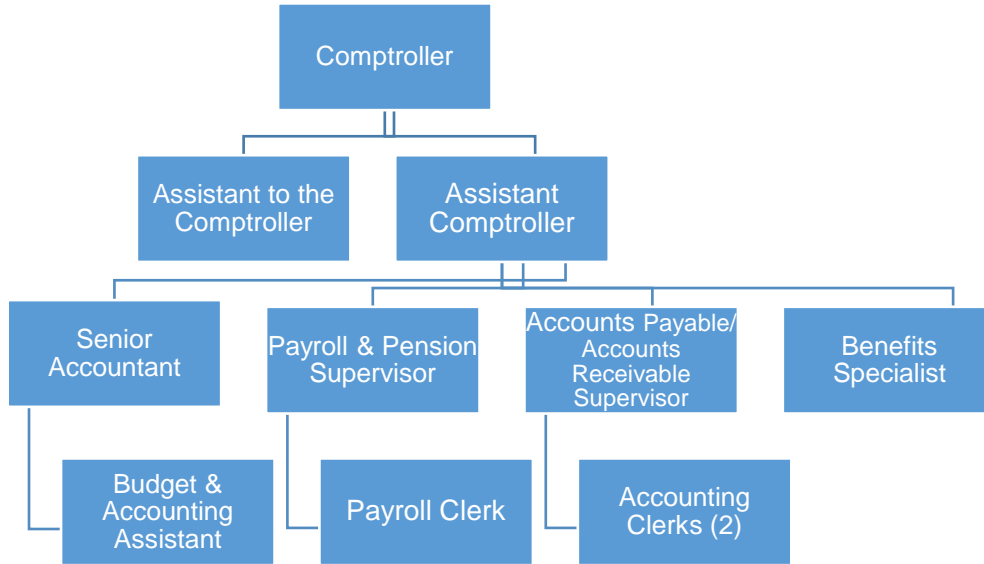 Comptroller
Assistant to the
Comptroller
Assistant
Comptroller
Senior
Accountant
Payroll & Pension
Supervisor
Accounts Payable/
Accounts
Receivable
Supervisor
Benefits
Specialist
Budget &
Accounting
Assistant
Payroll Clerk
Accounting
Clerks (2)